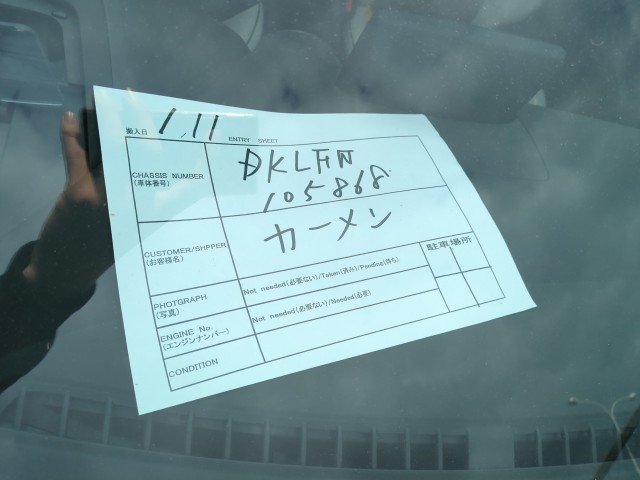 搬入日 1.11 ENTRY SHEET
CHASSIS NUMBER
(車体番号)
DKLFW
105868
CUSTOMER/SHPPER
(お客様名)
カーメン
PHOTGRAPH
(写真)
Not needed(必要ない)/Taken(済み)/Pending(待ち)
駐車場所
ENGINE No.
(エンジンナンバー)
Not needed(必要ない)/Needed(必要)
CONDITION